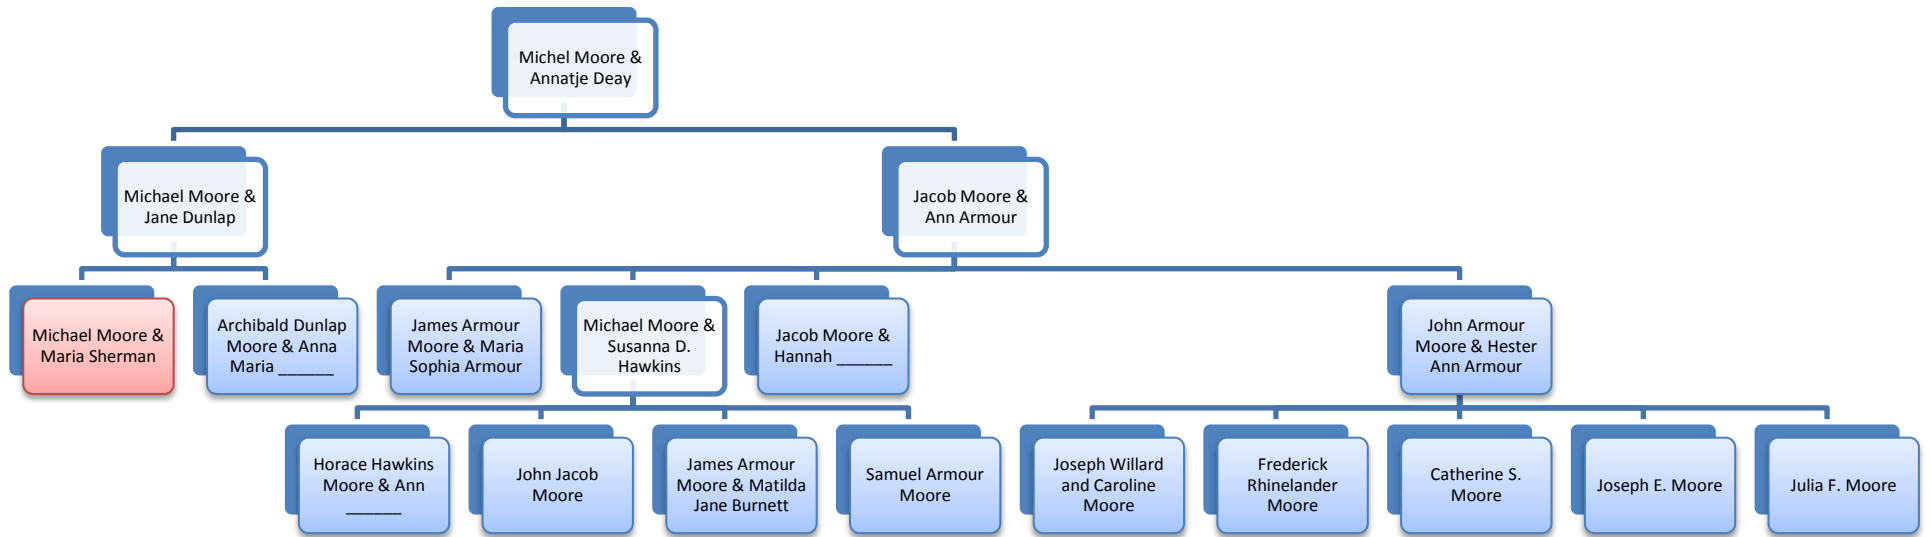 Michel Moore &
Annatje Deay
Michael Moore &
Jane Dunlap
Jacob Moore &
Ann Armour
Michael Moore &
Maria Sherman
Archibald Dunlap
Moore & Anna
Maria ______
James Armour
Moore & Maria
Sophia Armour
Michael Moore &
Susanna D.
Hawkins
Jacob Moore &
Hannah ______
John Armour
Moore & Hester
Ann Armour
Horace Hawkins
Moore & Ann
______
John Jacob
Moore
James Armour
Moore & Matilda
Jane Burnett
Samuel Armour
Moore
Joseph Willard
and Caroline
Moore
Frederick
Rhinelander
Moore
Catherine S.
Moore
Joseph E. Moore
Julia F. Moore